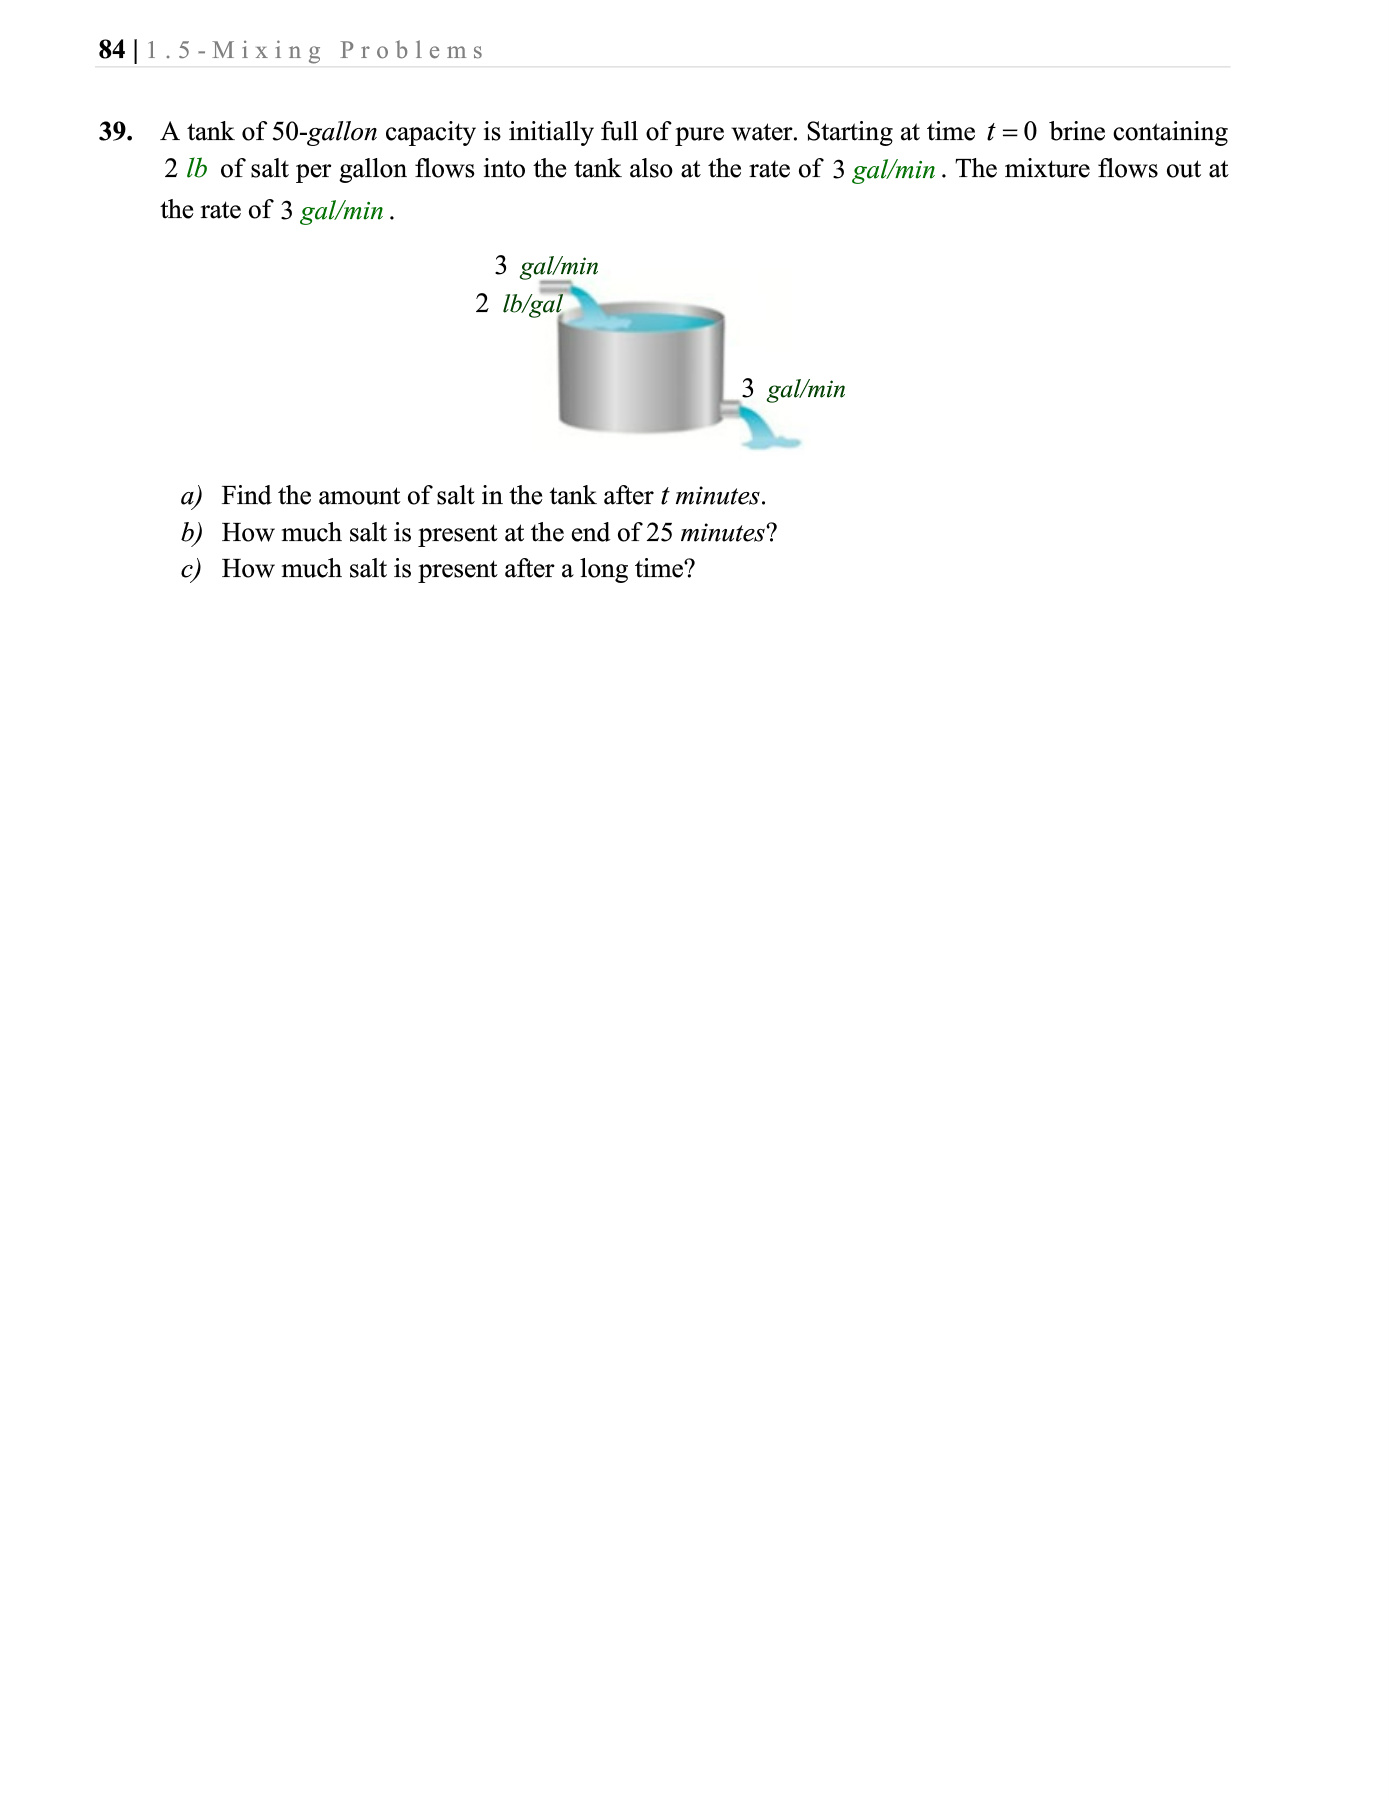 84 | 1.5-Mixing Problems
39. A tank of 50-gallon capacity is initially full of pure water. Starting at time t = 0 brine containing
2 lb of salt per gallon flows into the tank also at the rate of 3 gal/min. The mixture flows out at
the rate of 3 gal/min.
3 gal/min
2 lb/gal
3 gal/min
a) Find the amount of salt in the tank after t minutes.
b) How much salt is present at the end of 25 minutes?
c) How much salt is present after a long time?